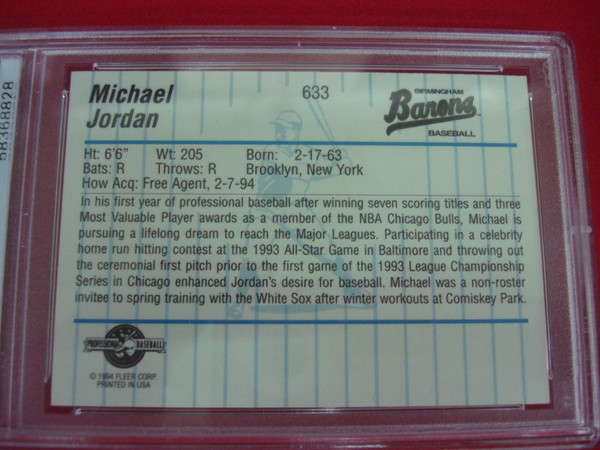 58368828
Michael
Jordan
633
BIRMINGHAM
Barons
BASEBALL
Ht: 6'6" Wt: 205 Born: 2-17-63
Bats: R Throws: R Brooklyn, New York
How Acq: Free Agent, 2-7-94
In his first year of professional baseball after winning seven scoring titles and three
Most Valuable Player awards as a member of the NBA Chicago Bulls, Michael is
pursuing a lifelong dream to reach the Major Leagues. Participating in a celebrity
home run hitting contest at the 1993 All-Star Game in Baltimore and throwing out
the ceremonial first pitch prior to the first game of the 1993 League Championship
Series in Chicago enhanced Jordan's desire for baseball. Michael was a non-roster
invitee to spring training with the White Sox after winter workouts at Comiskey Park.
PROFESSIONAL BASEBALL
© 1994 FLEER CORP.
PRINTED IN USA